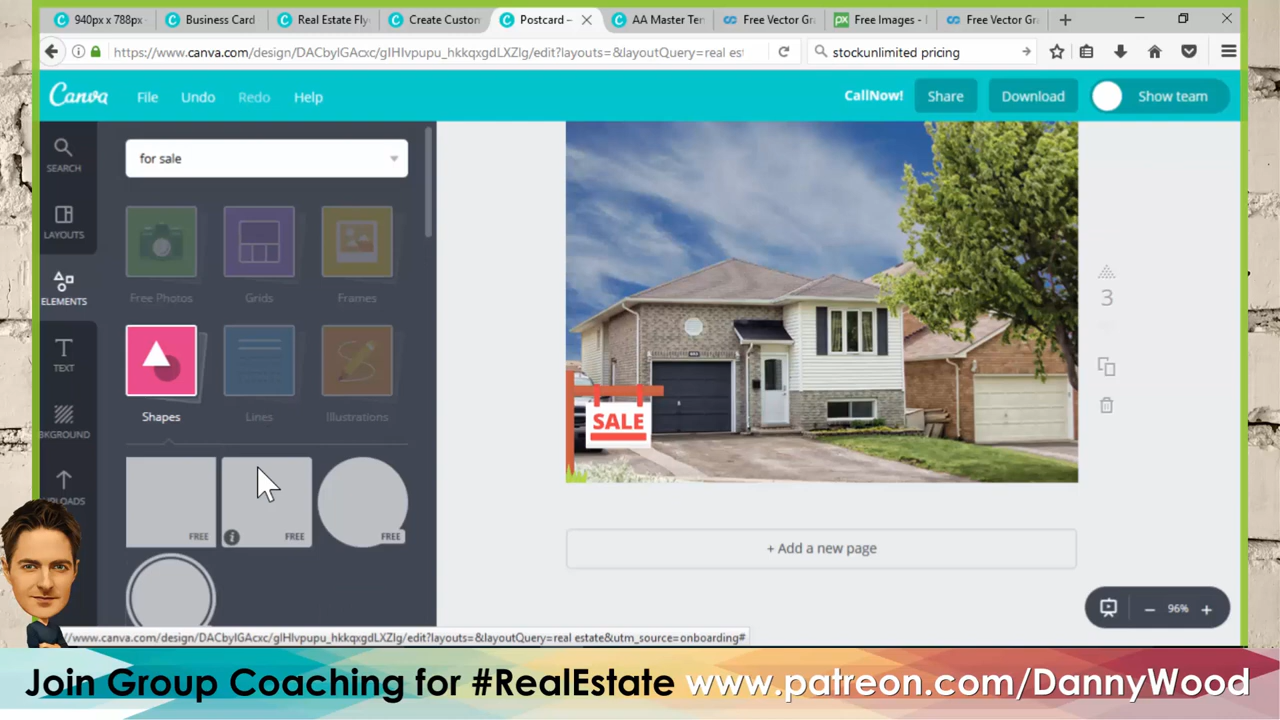 940px x 788px -
Business Card
Real Estate Fly
Create Custom
Postcard –
AA Master Ten
Free Vector Gr
Free Images -
Free Vector Gr
https://www.canva.com/design/DACbyIGAcxc/gIHIvpupu_hkkqxgdLXZIg/edit?layouts=&layoutQuery=real es
stockunlimited pricing
Canva
File
Undo
Redo
Help
CallNow!
Share
Download
Show team
SEARCH
LAYOUTS
ELEMENTS
TEXT
BKGROUND
UPLOADS
for sale
Free Photos
Grids
Frames
Shapes
Lines
Illustrations
FREE
FREE
FREE
SALE
3
+ Add a new page
96%
//www.canva.com/design/DACbyIGAcxc/gIHIvpupu_hkkqxgdLXZIg/edit?layouts=&layoutQuery=real estate&utm_source=onboarding#
Join Group Coaching for #RealEstate www.patreon.com/DannyWood